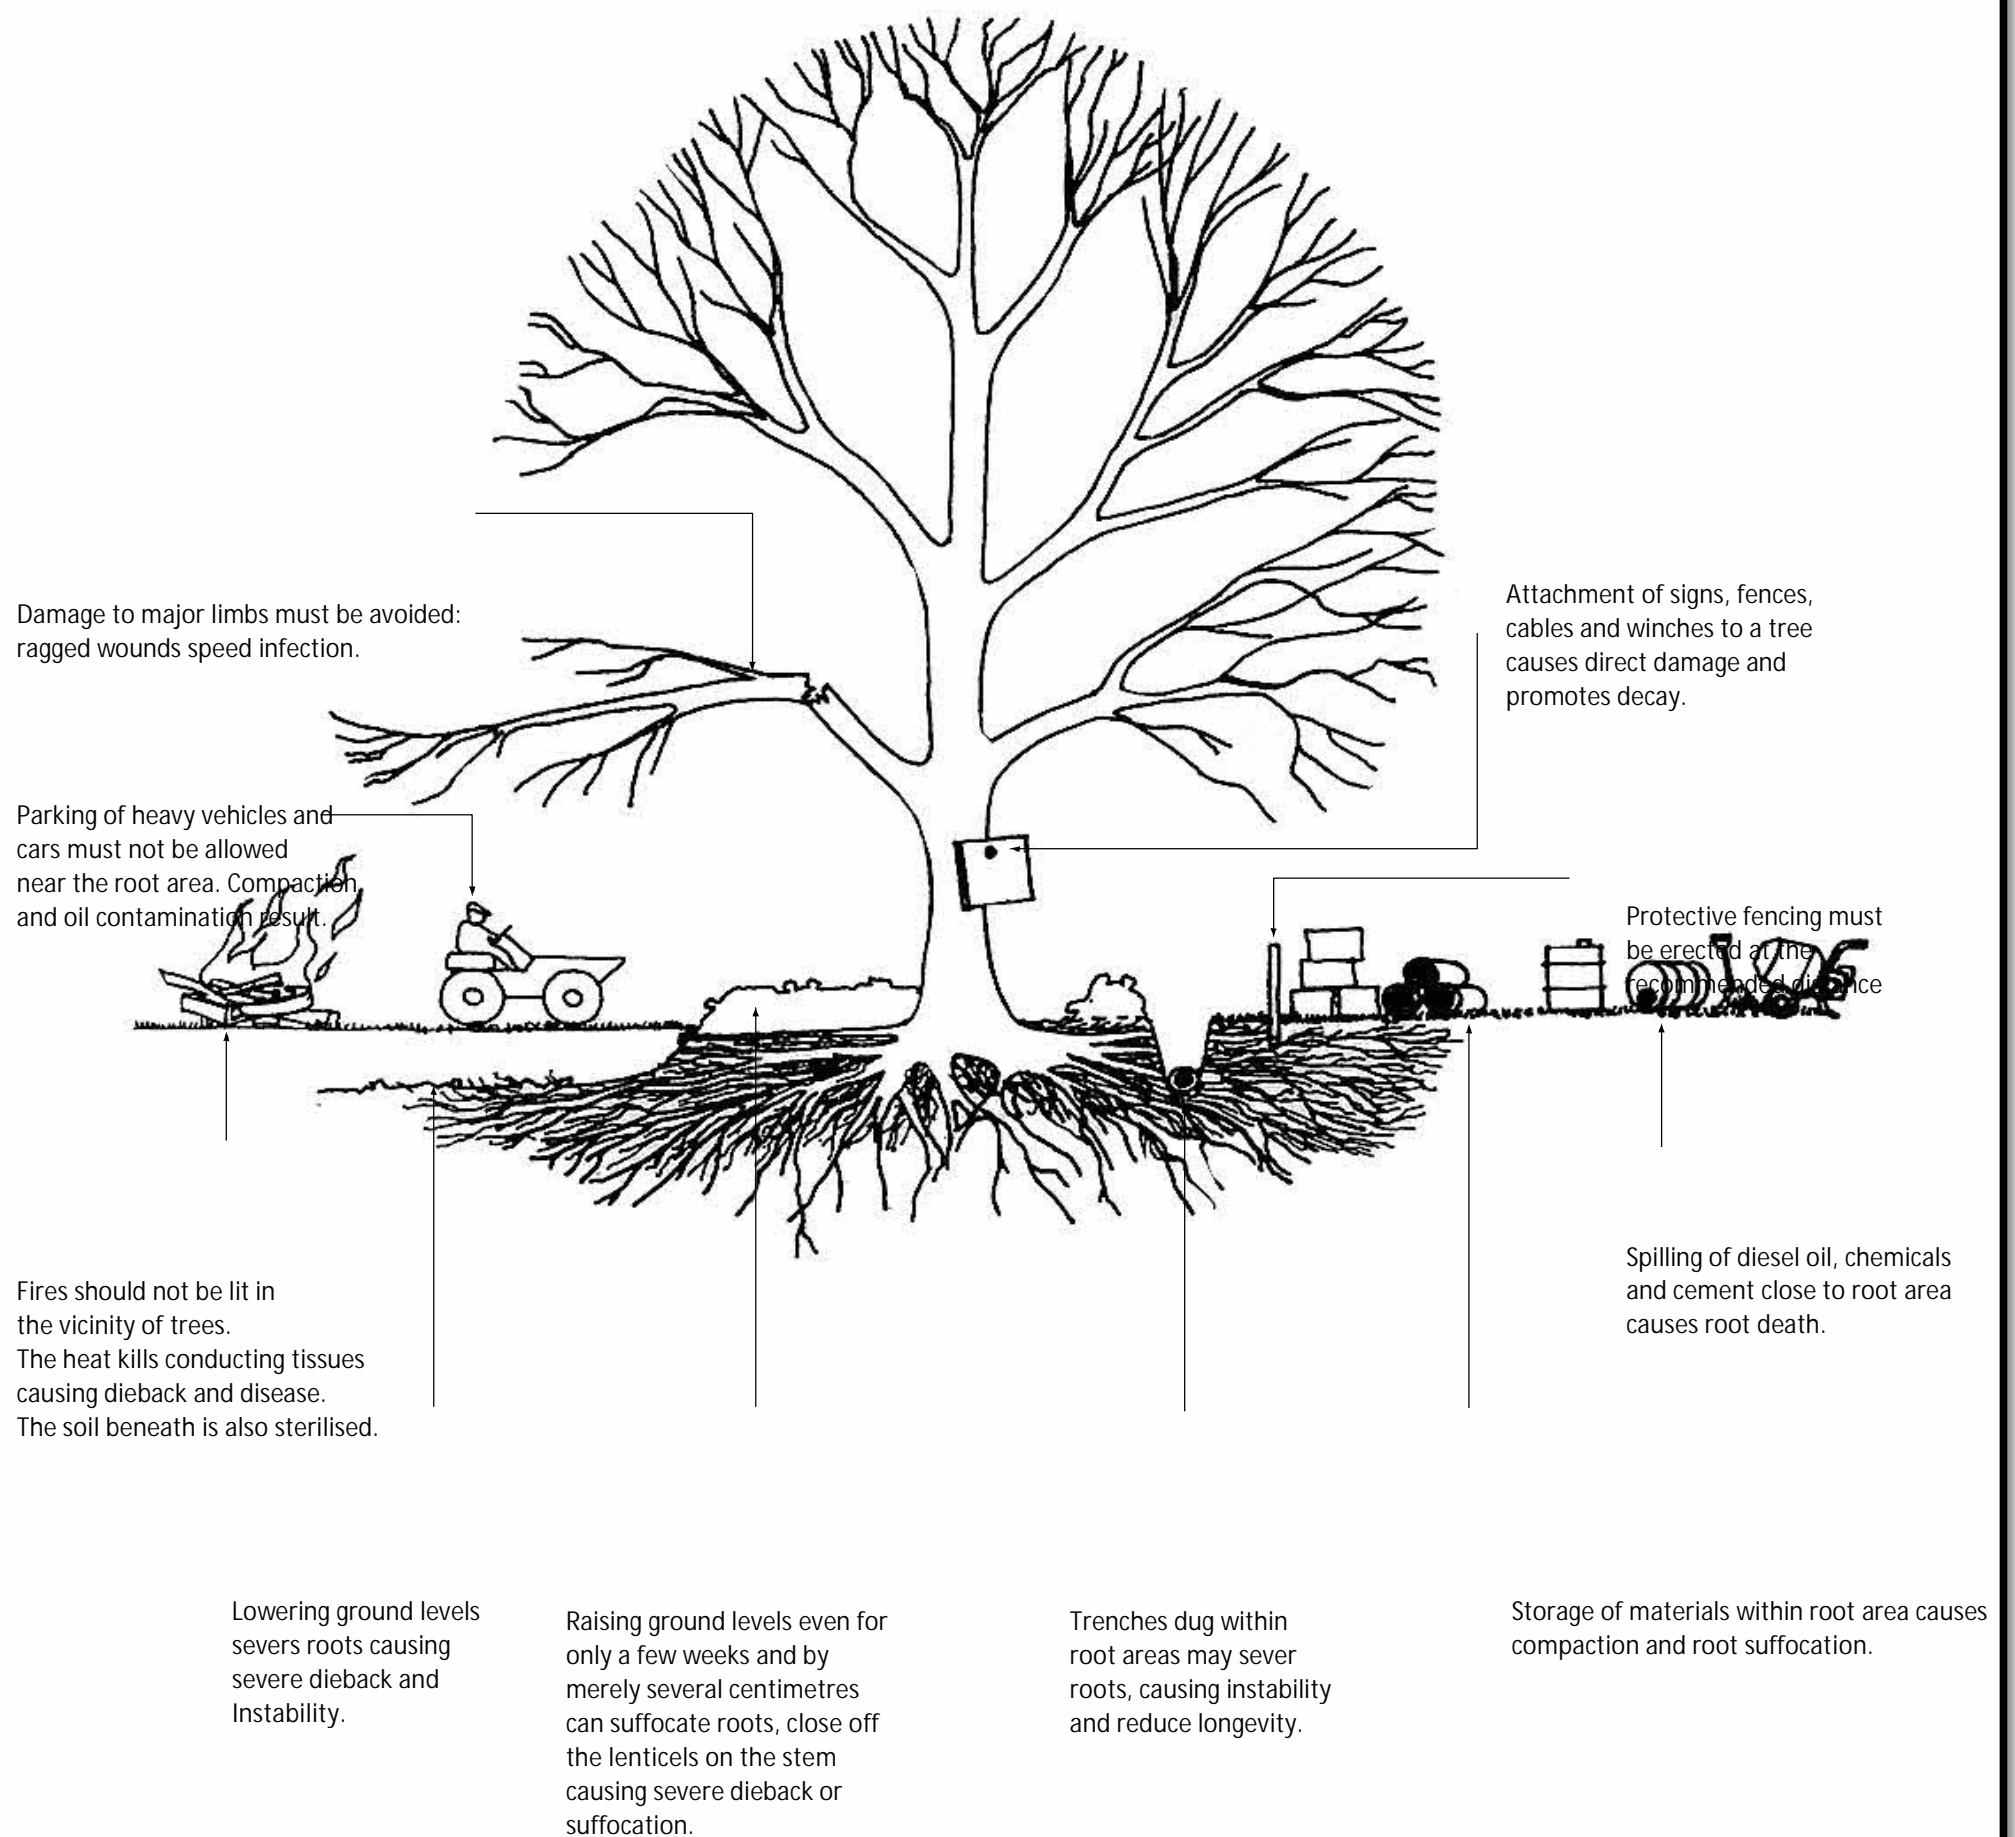 Damage to major limbs must be avoided:
ragged wounds speed infection.
Attachment of signs, fences,
cables and winches to a tree
causes direct damage and
promotes decay.
Parking of heavy vehicles and
cars must not be allowed
near the root area. Compaction
and oil contamination result.
Protective fencing must
be erected at the
recommended distance
Fires should not be lit in
the vicinity of trees.
The heat kills conducting tissues
causing dieback and disease.
The soil beneath is also sterilised.
Spilling of diesel oil, chemicals
and cement close to root area
causes root death.
Lowering ground levels
severs roots causing
severe dieback and
Instability.
Raising ground levels even for
only a few weeks and by
merely several centimetres
can suffocate roots, close off
the lenticels on the stem
causing severe dieback or
suffocation.
Trenches dug within
root areas may sever
roots, causing instability
and reduce longevity.
Storage of materials within root area causes
compaction and root suffocation.